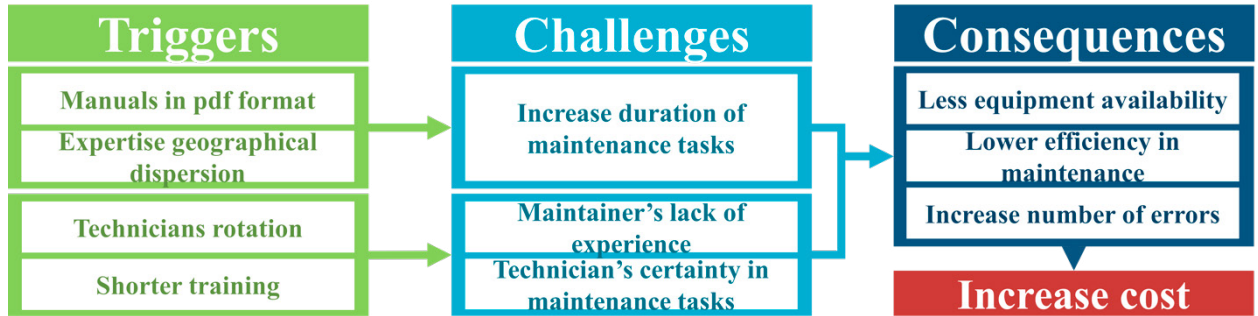 Triggers
Manuals in pdf format
Expertise geographical
dispersion
Technicians rotation
Shorter training
Challenges
Increase duration of
maintenance tasks
Maintainer’s lack of
experience
Technician’s certainty in
maintenance tasks
Consequences
Less equipment availability
Lower efficiency in
maintenance
Increase number of errors
Increase cost